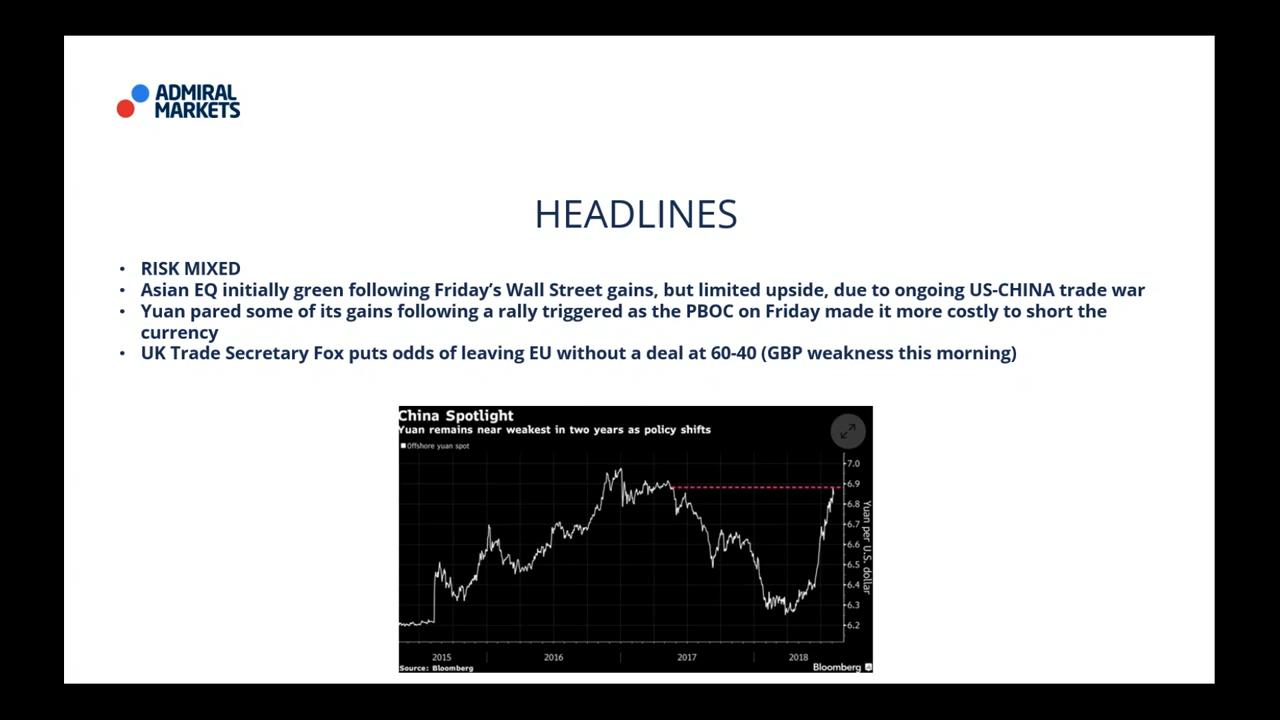 ADMIRAL
MARKETS
HEADLINES
• RISK MIXED
• Asian EQ initially green following Friday's Wall Street gains, but limited upside, due to ongoing US-CHINA trade war
• Yuan pared some of its gains following a rally triggered as the PBOC on Friday made it more costly to short the
currency
• UK Trade Secretary Fox puts odds of leaving EU without a deal at 60-40 (GBP weakness this morning)
China Spotlight
Yuan remains near weakest in two years as policy shifts
Offshore yuan spot
7.0
6.9
6.8
6.7
6.6
6.5
6.4
6.3
6.2
Yuan per U.S. dollar
2015 2016 2017 2018
Source: Bloomberg
Bloomberg